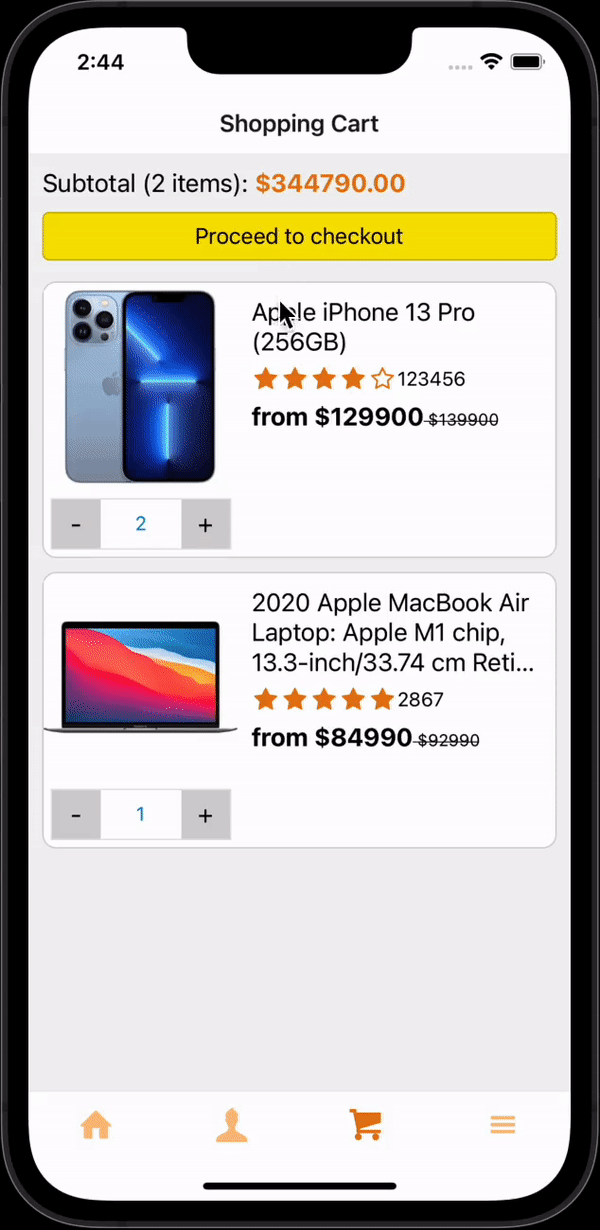 2:44
Shopping Cart
Subtotal (2 items): $344790.00
Proceed to checkout
Apple iPhone 13 Pro
(256GB)
123456
from $129900 $139900
- 2 +
2020 Apple MacBook Air
Laptop: Apple M1 chip,
13.3-inch/33.74 cm Reti...
2867
from $84990 $92990
- 1 +